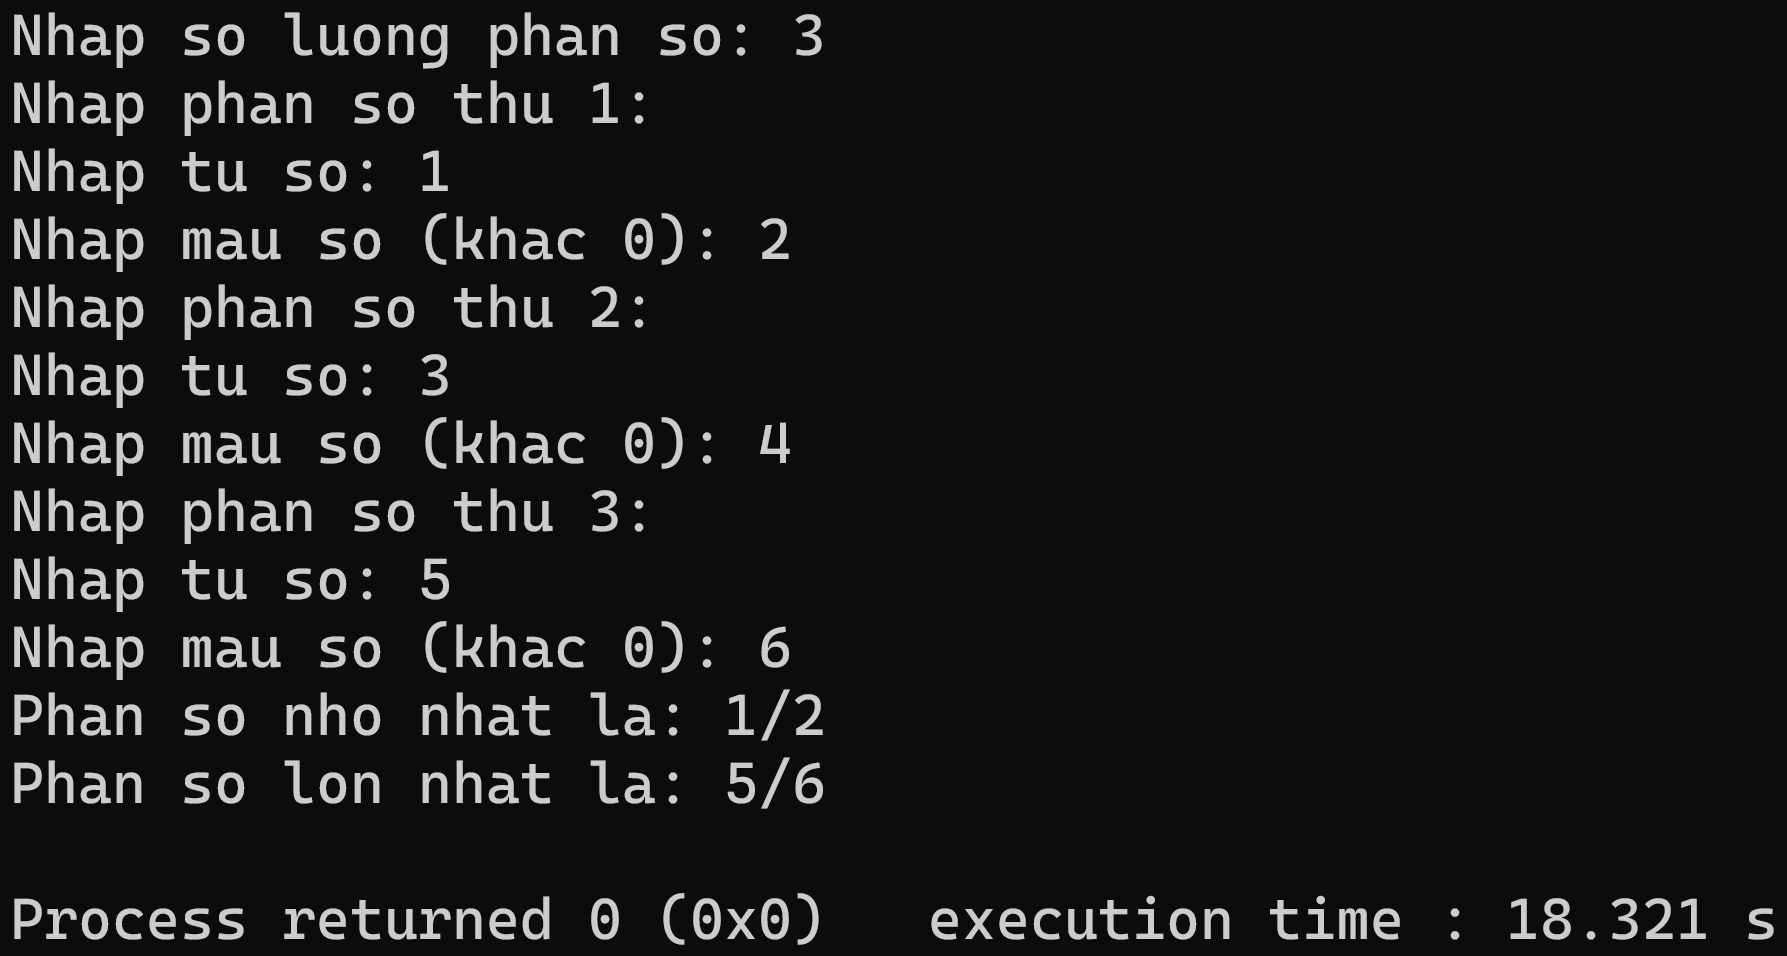 Nhap so luong phan so: 3
Nhap phan so thu 1:
Nhap tu so: 1
Nhap mau so (khac 0): 2
Nhap phan so thu 2:
Nhap tu so: 3
Nhap mau so (khac 0): 4
Nhap phan so thu 3:
Nhap tu so: 5
Nhap mau so (khac 0): 6
Phan so nho nhat la: 1/2
Phan so lon nhat la: 5/6

Process returned 0 (0x0)   execution time : 18.321 s